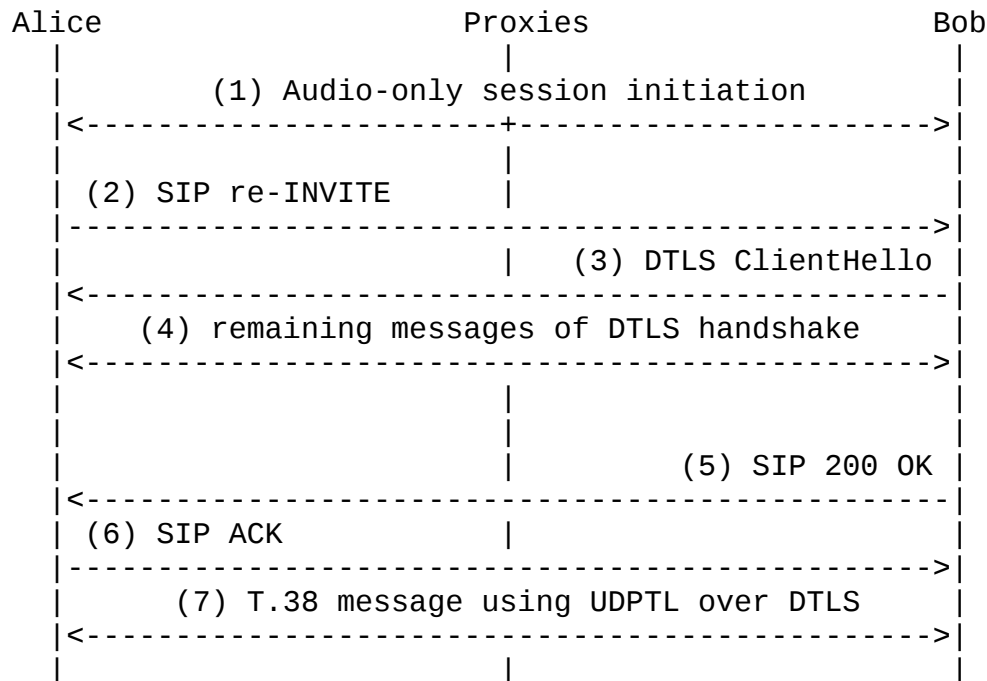 Alice Proxies Bob
(1) Audio-only session initiation
(2) SIP re-INVITE
(3) DTLS ClientHello
(4) remaining messages of DTLS handshake
(5) SIP 200 OK
(6) SIP ACK
(7) T.38 message using UDPTL over DTLS